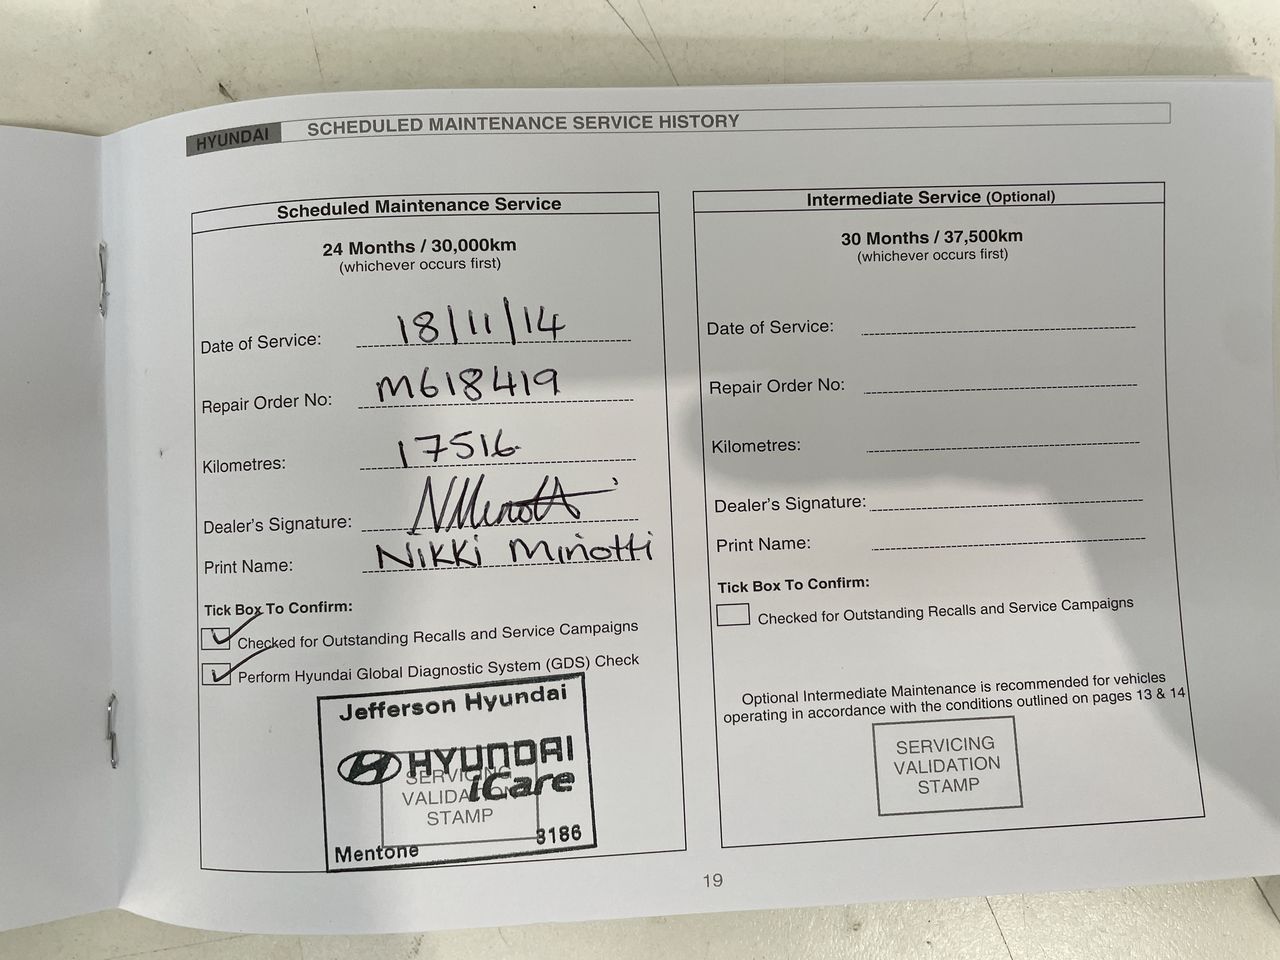 HYUNDAI SCHEDULED MAINTENANCE SERVICE HISTORY
Scheduled Maintenance Service
24 Months / 30,000km
(whichever occurs first)
Date of Service: 18/11/14
Repair Order No: M618419
Kilometres: 17516
Dealer's Signature: NMinotti
Print Name: Nikki Minotti
Tick Box To Confirm:
Checked for Outstanding Recalls and Service Campaigns
Perform Hyundai Global Diagnostic System (GDS) Check
Jefferson Hyundai
HYUNDAI
iCare
SERVICING
VALIDATION
STAMP
Mentone 3186
Intermediate Service (Optional)
30 Months / 37,500km
(whichever occurs first)
Date of Service:
Repair Order No:
Kilometres:
Dealer's Signature:
Print Name:
Tick Box To Confirm:
Checked for Outstanding Recalls and Service Campaigns
Optional Intermediate Maintenance is recommended for vehicles
operating in accordance with the conditions outlined on pages 13 & 14
SERVICING
VALIDATION
STAMP
19